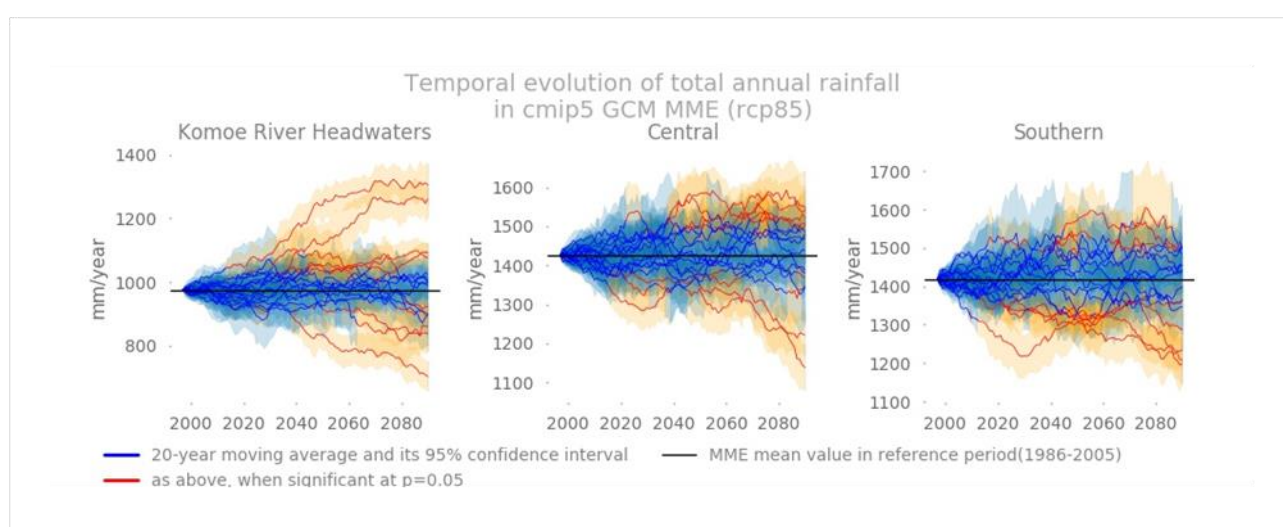 Temporal evolution of total annual rainfall
in cmip5 GCM MME (rcp85)
Komoe River Headwaters
Central
Southern
mm/year
1400
1200
1000
800
2000 2020 2040 2060 2080
mm/year
1600
1500
1400
1300
1200
1100
2000 2020 2040 2060 2080
mm/year
1700
1600
1500
1400
1300
1200
1100
2000 2020 2040 2060 2080
20-year moving average and its 95% confidence interval
MME mean value in reference period(1986-2005)
as above, when significant at p=0.05